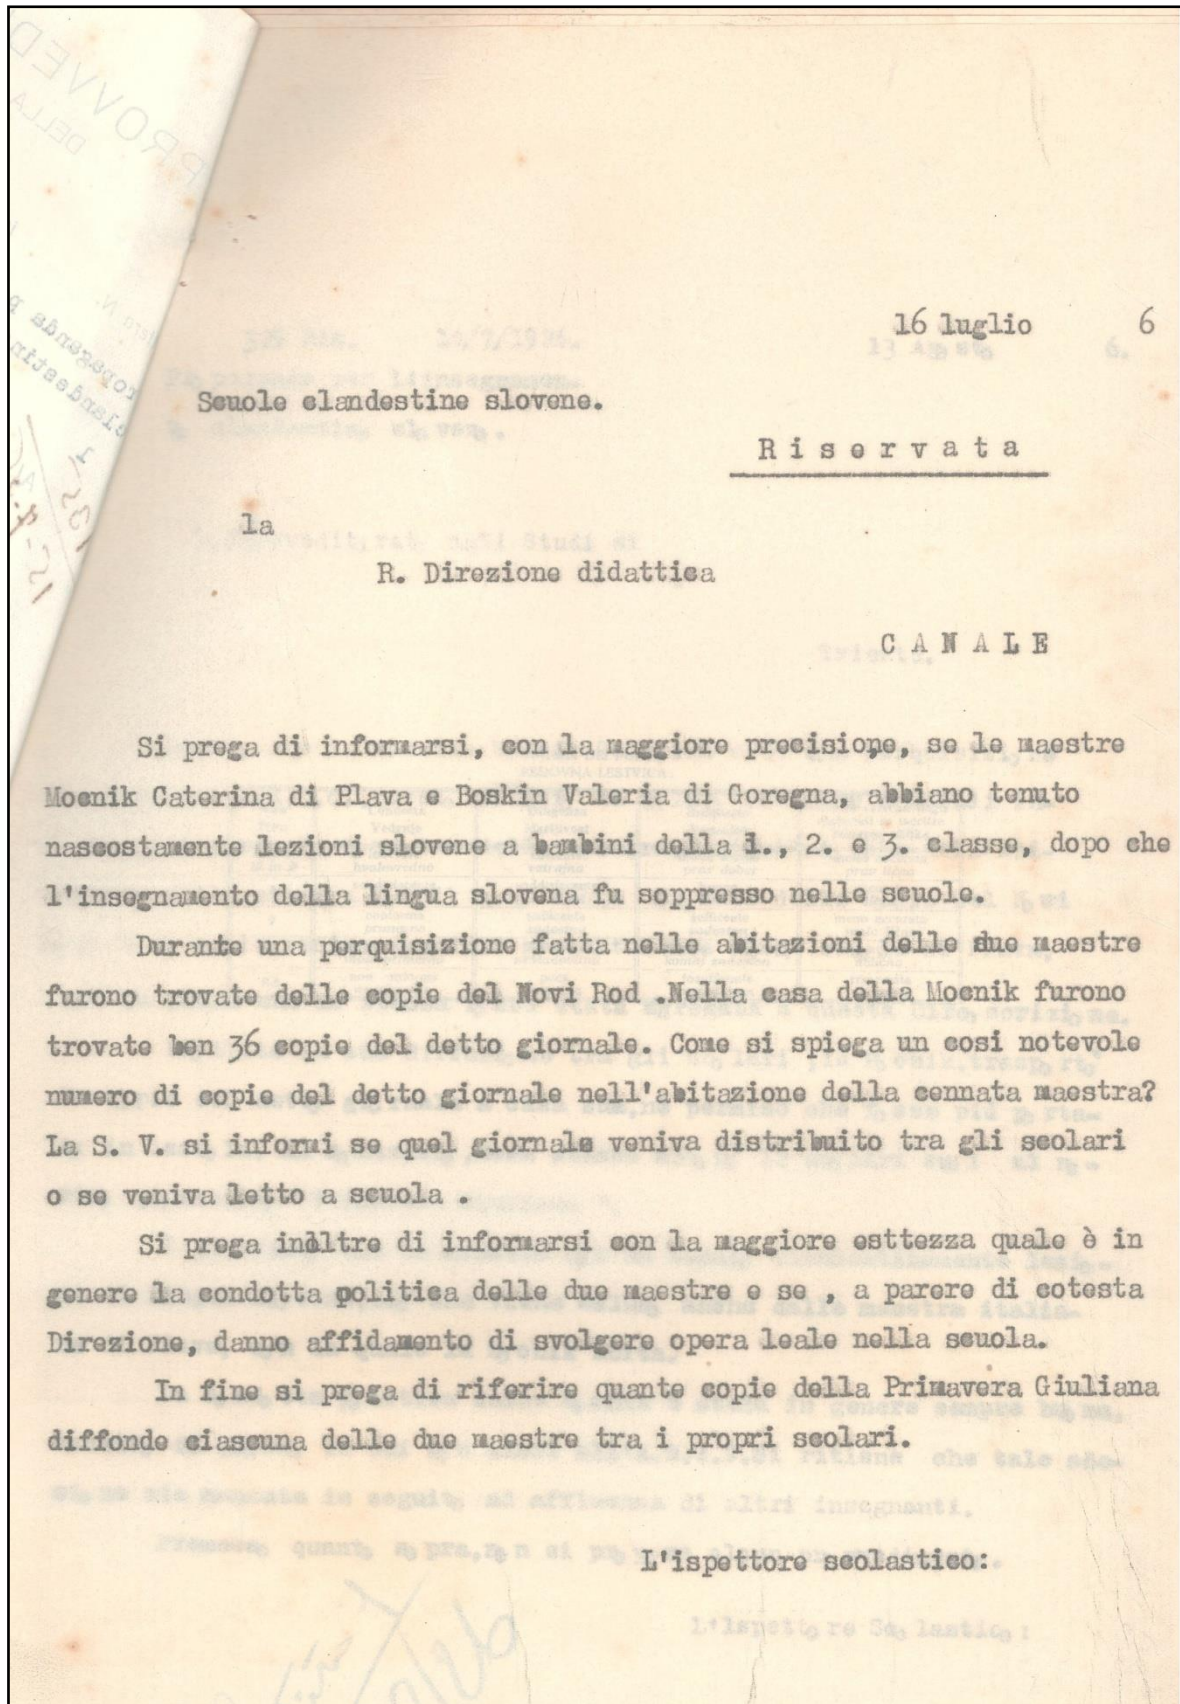 16 luglio 6
Scuole clandestine slovene.
Riservata
la
R. Direzione didattica
CANALE
Si prega di informarsi, con la maggiore precisione, se le maestre
Mocnik Caterina di Plava e Boskin Valeria di Goregna, abbiano tenuto
nascostamente lezioni slovene a bambini della 1., 2. e 3. classe, dopo che
l'insegnamento della lingua slovena fu soppresso nelle scuole.
Durante una perquisizione fatta nelle abitazioni delle due maestre
furono trovate delle copie del Novi Rod .Nella casa della Mocnik furono
trovate ben 36 copie del detto giornale. Come si spiega un cosi notevole
numero di copie del detto giornale nell'abitazione della cennata maestra?
La S. V. si informi se quel giornale veniva distribuito tra gli scolari
o se veniva letto a scuola .
Si prega inoltre di informarsi con la maggiore esttezza quale è in
genere la condotta politica delle due maestre e se , a parere di cotesta
Direzione, danno affidamento di svolgere opera leale nella scuola.
In fine si prega di riferire quante copie della Primavera Giuliana
diffonde ciascuna delle due maestre tra i propri scolari.
L'ispettore scolastico: